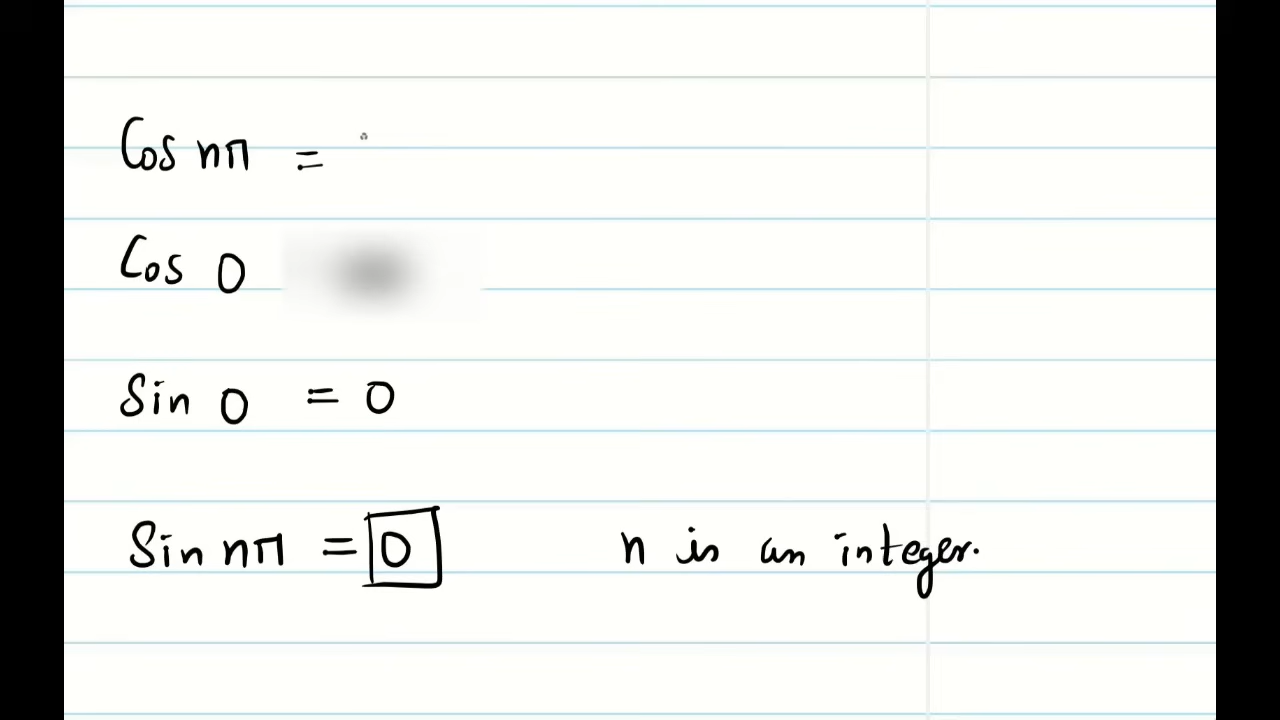 Cos nπ =
Cos 0
Sin 0 = 0
Sin nπ = 0 n is an integer.